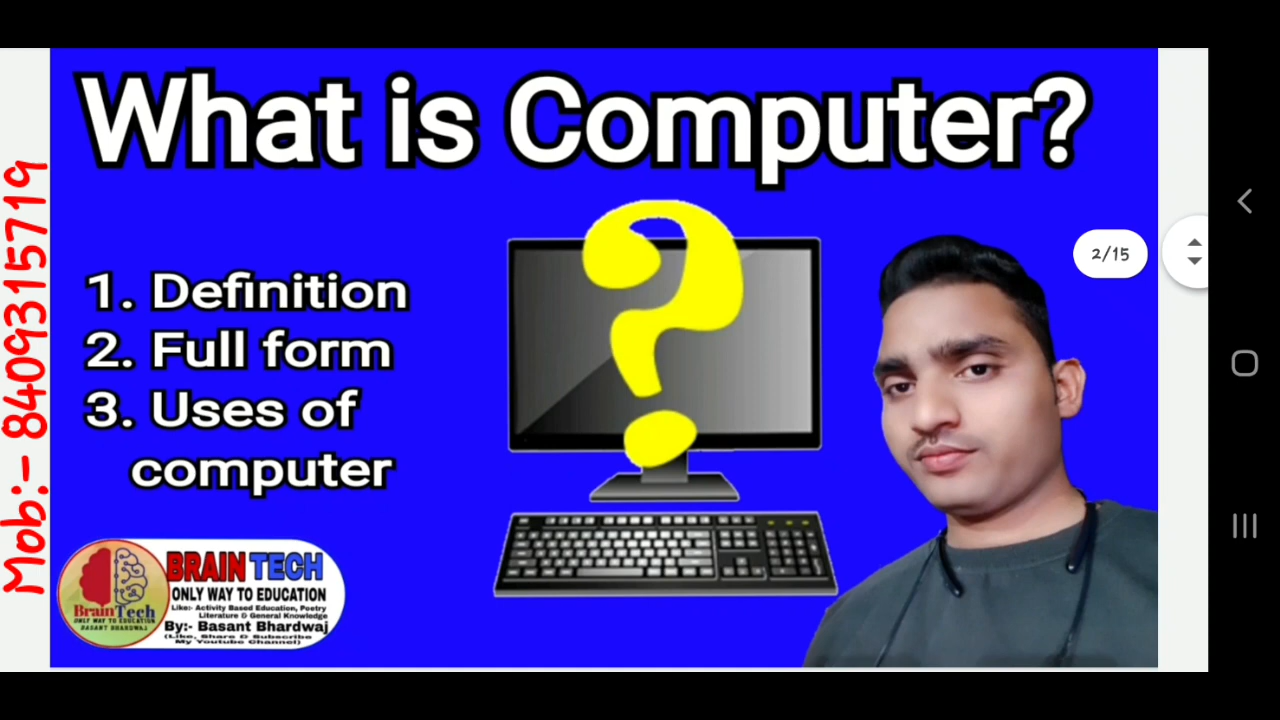 What is Computer?
Mob:- 8409315719
2/15
1. Definition
2. Full form
3. Uses of
computer
BRAIN TECH
ONLY WAY TO EDUCATION
Like:- Activity Based Education, Poetry
Literature & General Knowledge
By:- Basant Bhardwaj
(Like, Share & Subscribe
My Youtube Channel)
BrainTech
ONLY WAY TO EDUCATION
BASANT BHARDWAJ